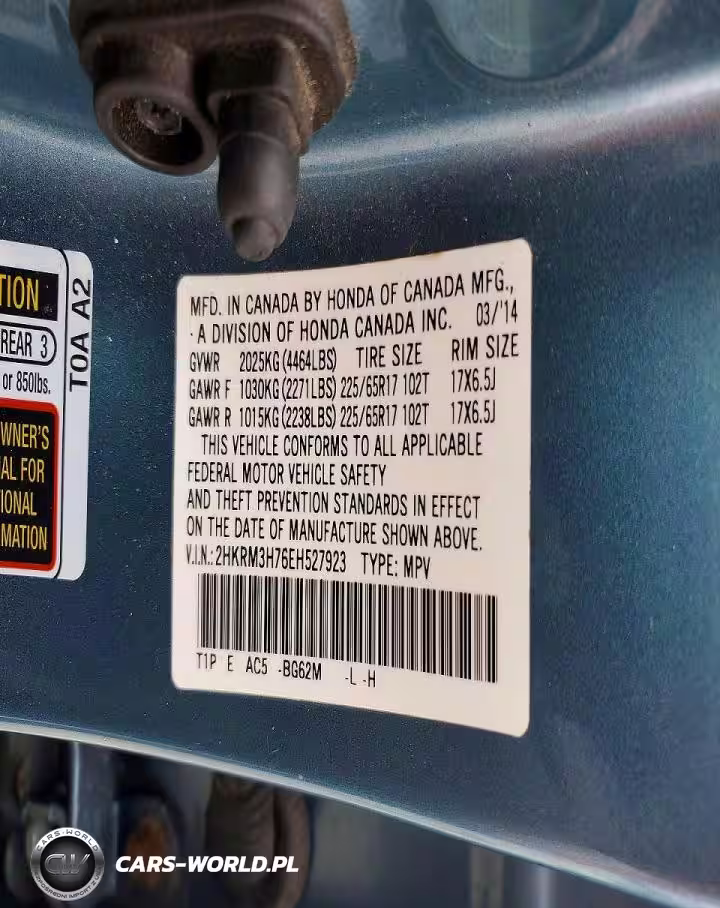 TION
REAR 3
or 850lbs.
WNER'S
AL FOR
IONAL
MATION
TOA A2
MFD. IN CANADA BY HONDA OF CANADA MFG.,
A DIVISION OF HONDA CANADA INC. 03/'14
GVWR 2025KG (4464LBS) TIRE SIZE RIM SIZE
GAWR F 1030KG (2271LBS) 225/65R17 102T 17X6.5J
GAWR R 1015KG (2238LBS) 225/65R17 102T 17X6.5J
THIS VEHICLE CONFORMS TO ALL APPLICABLE
FEDERAL MOTOR VEHICLE SAFETY
AND THEFT PREVENTION STANDARDS IN EFFECT
ON THE DATE OF MANUFACTURE SHOWN ABOVE.
V.I.N.: 2HKRM3H76EH527923 TYPE: MPV
T1P E AC5 -BG62M -L -H
CARS-WORLD
CW
CARS-WORLD.PL